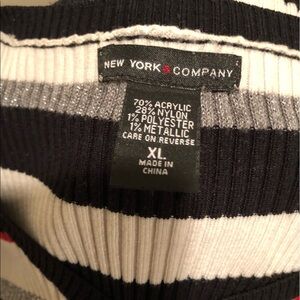 NEW YORK & COMPANY
70% ACRYLIC
28% NYLON
1% POLYESTER
1% METALLIC
CARE ON REVERSE
XL
MADE IN
CHINA